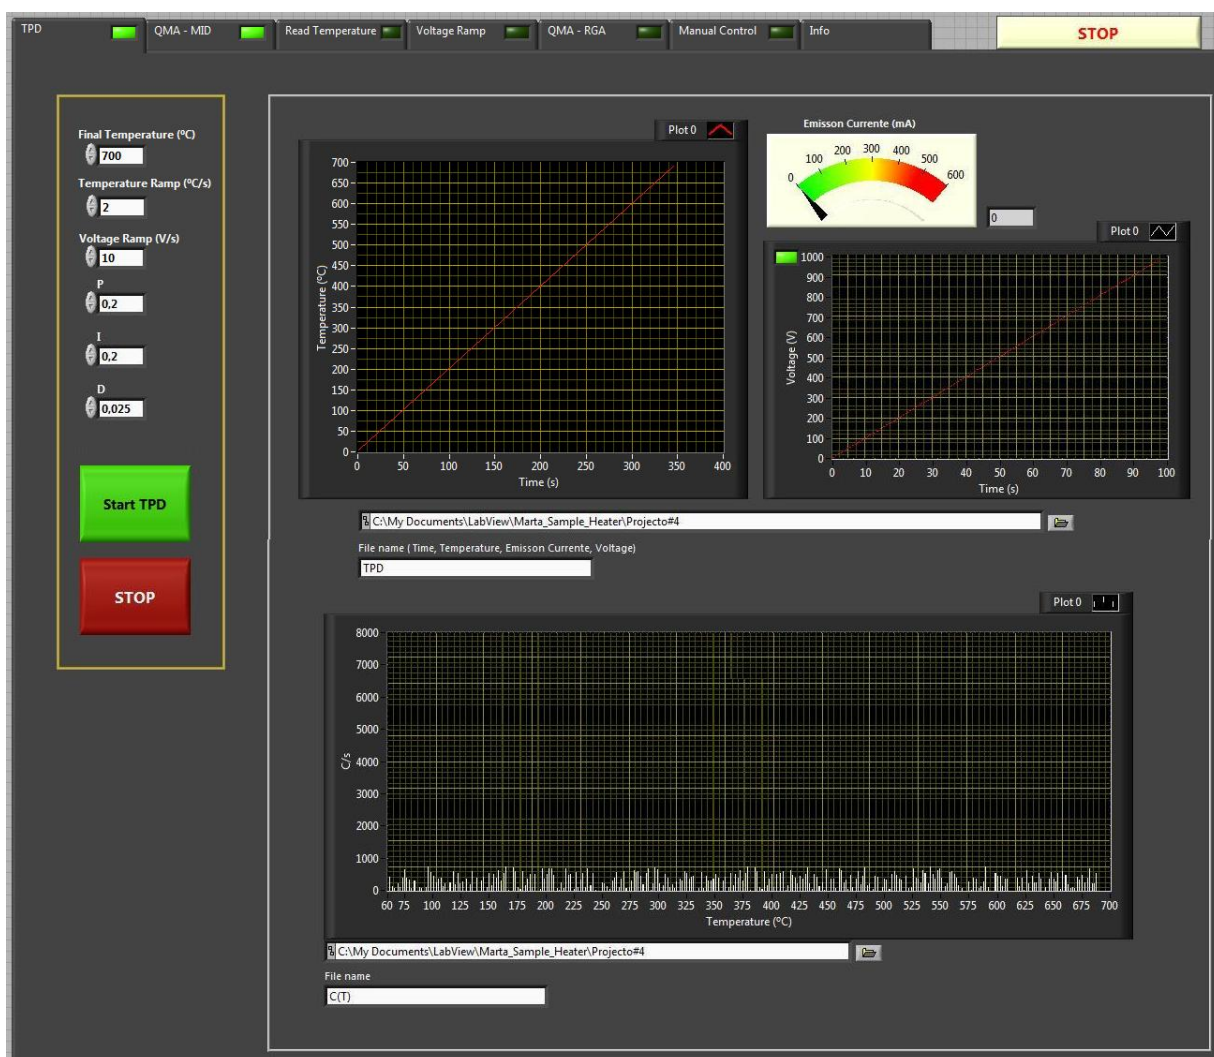 TPD QMA - MID Read Temperature Voltage Ramp QMA - RGA Manual Control Info STOP
Final Temperature (ºC)
700
Temperature Ramp (ºC/s)
2
Voltage Ramp (V/s)
10
P
0,2
I
0,2
D
0,025
Start TPD
STOP
Plot 0
Temperature (ºC)
700
650
600
550
500
450
400
350
300
250
200
150
100
50
0
0 50 100 150 200 250 300 350 400
Time (s)
Emisson Currente (mA)
0 100 200 300 400 500 600
0
Plot 0
Voltage (V)
1000
900
800
700
600
500
400
300
200
100
0
0 10 20 30 40 50 60 70 80 90 100
Time (s)
C:\My Documents\LabView\Marta_Sample_Heater\Projecto#4
File name ( Time, Temperature, Emisson Currente, Voltage)
TPD
Plot 0
C/s
8000
7000
6000
5000
4000
3000
2000
1000
0
60 75 100 125 150 175 200 225 250 275 300 325 350 375 400 425 450 475 500 525 550 575 600 625 650 675 700
Temperature (ºC)
C:\My Documents\LabView\Marta_Sample_Heater\Projecto#4
File name
C(T)